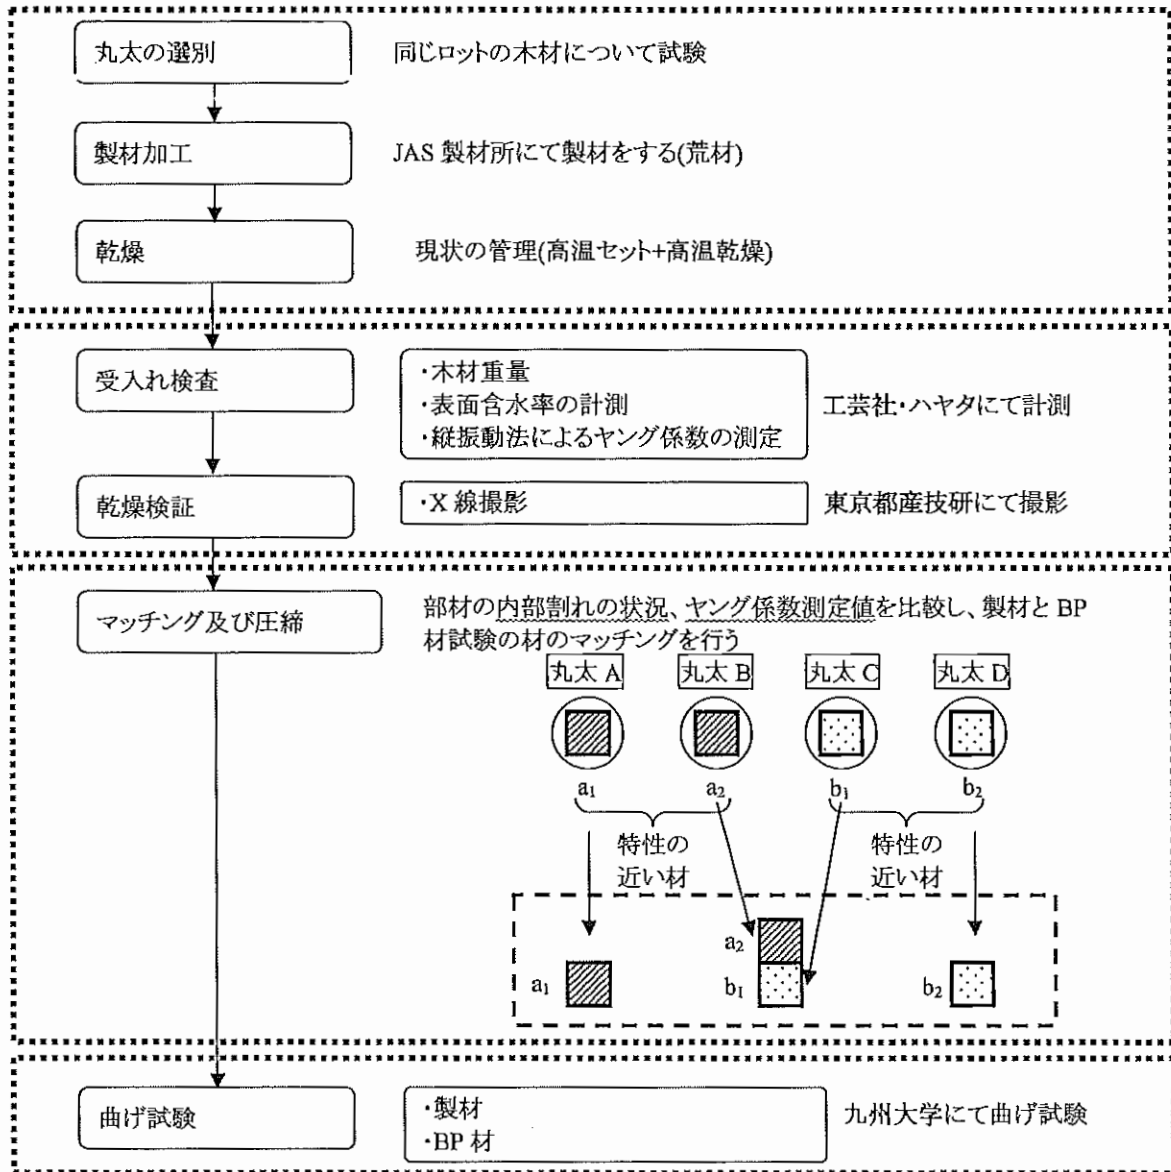 丸太の選別
同じロットの木材について試験
製材加工
JAS 製材所にて製材をする(荒材)
乾燥
現状の管理(高温セット+高温乾燥)
受入れ検査
・木材重量
・表面含水率の計測
・縦振動法によるヤング係数の測定
工芸社・ハヤタにて計測
乾燥検証
・X 線撮影
東京都産技研にて撮影
マッチング及び圧締
部材の内部割れの状況、ヤング係数測定値を比較し、製材と BP
材試験の材のマッチングを行う
丸太 A
丸太 B
丸太 C
丸太 D
a₁
a₂
b₁
b₂
特性の
近い材
特性の
近い材
a₂
a₁
b₁
b₂
曲げ試験
・製材
・BP 材
九州大学にて曲げ試験